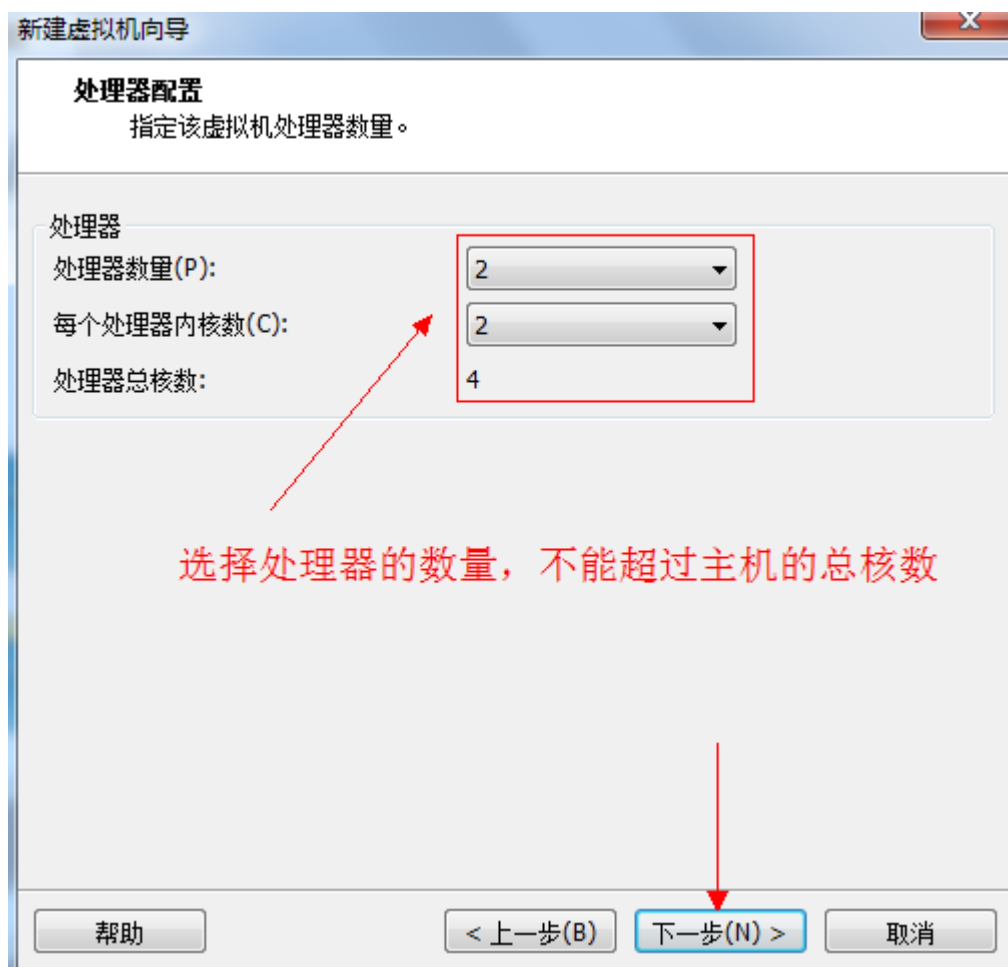 新建虚拟机向导
处理器配置
指定该虚拟机处理器数量。
处理器
处理器数量(P): 2
每个处理器内核数(C): 2
处理器总核数: 4
选择处理器的数量，不能超过主机的总核数
帮助 < 上一步(B) 下一步(N) > 取消